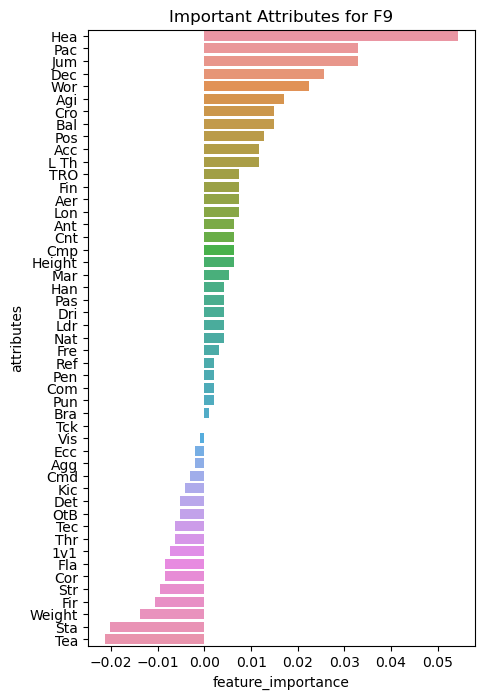 Important Attributes for F9
attributes
Hea
Pac
Jum
Dec
Wor
Agi
Cro
Bal
Pos
Acc
L Th
TRO
Fin
Aer
Lon
Ant
Cnt
Cmp
Height
Mar
Han
Pas
Dri
Ldr
Nat
Fre
Ref
Pen
Com
Pun
Bra
Tck
Vis
Ecc
Agg
Cmd
Kic
Det
OtB
Tec
Thr
1v1
Fla
Cor
Str
Fir
Weight
Sta
Tea
−0.02 −0.01 0.00 0.01 0.02 0.03 0.04 0.05
feature_importance